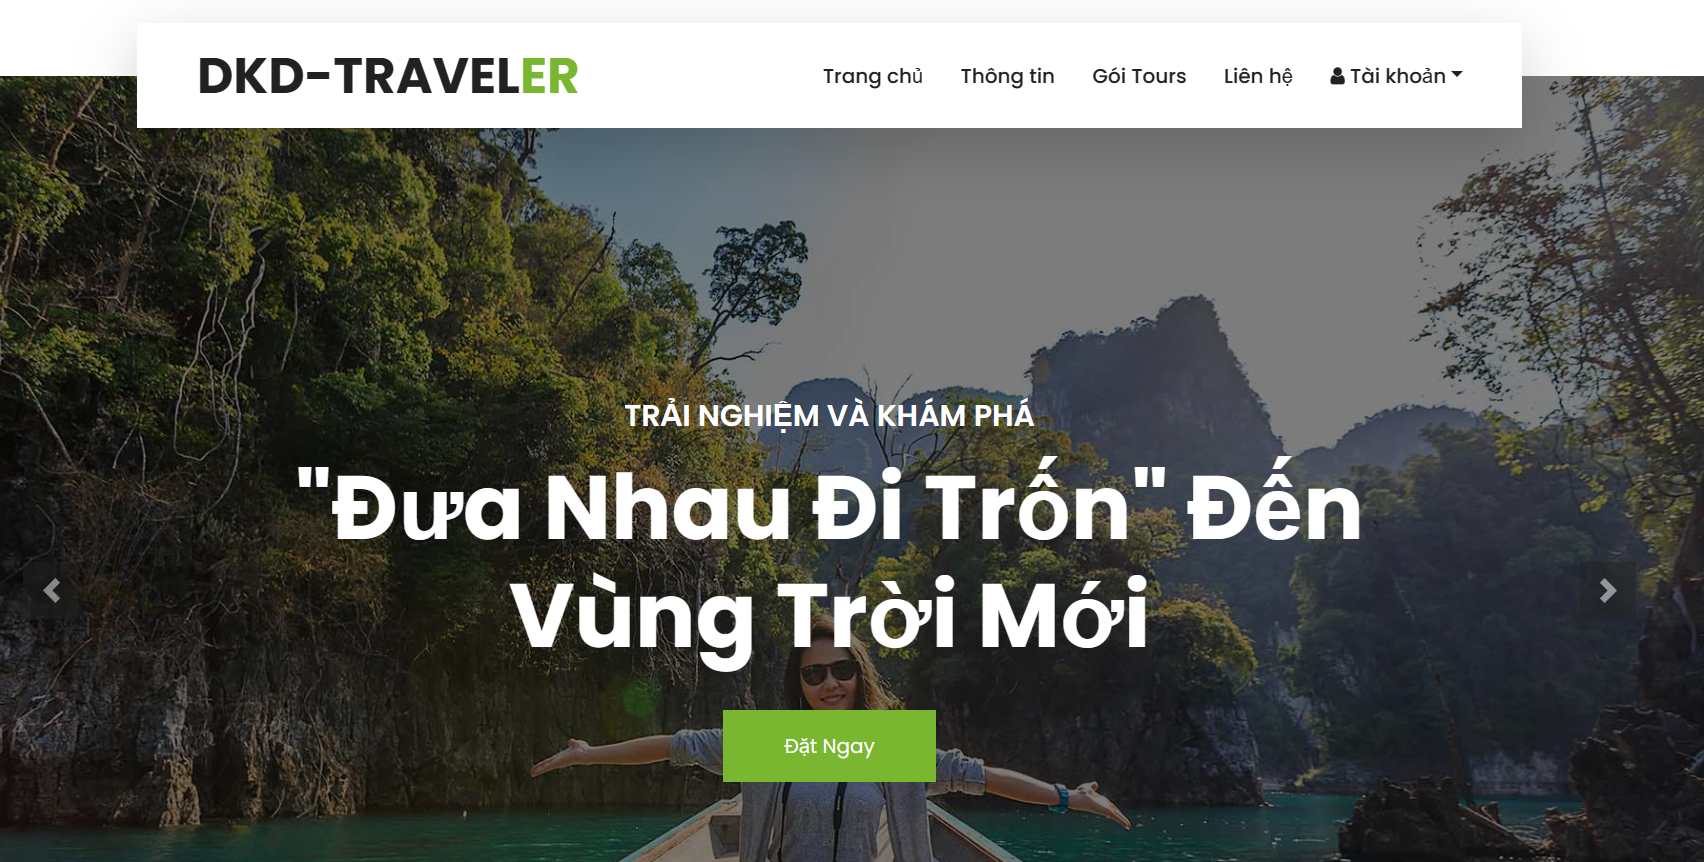 DKD-TRAVELER
Trang chủ
Thông tin
Gói Tours
Liên hệ
Tài khoản
TRẢI NGHIỆM VÀ KHÁM PHÁ
"Đưa Nhau Đi Trốn" Đến
Vùng Trời Mới
Đặt Ngay